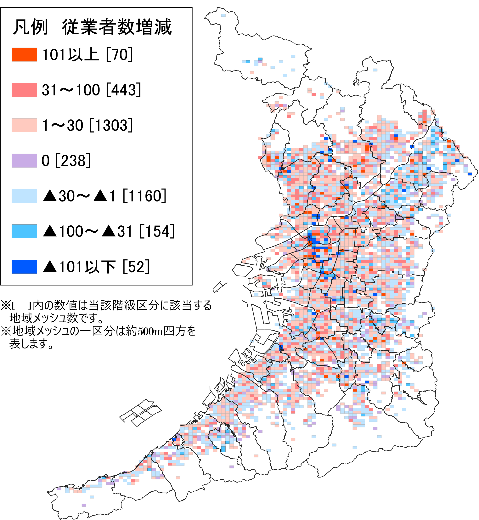 凡例 従業者数増減
101以上 [70]
31～100 [443]
1～30 [1303]
0 [238]
▲30～▲1 [1160]
▲100～▲31 [154]
▲101以下 [52]
※[ ]内の数値は当該階級区分に該当する
地域メッシュ数です。
※地域メッシュの一区分は約500m四方を
表します。